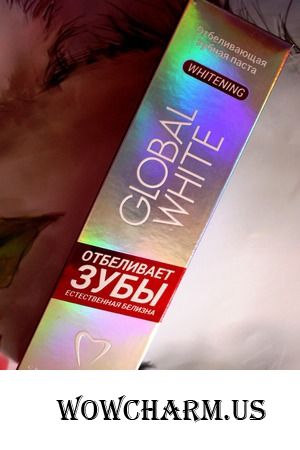 Отбеливающая
зубная паста
WHITENING
GLOBAL
WHITE
ОТБЕЛИВАЕТ
ЗУБЫ
ЕСТЕСТВЕННАЯ БЕЛИЗНА
WOWCHARM.US